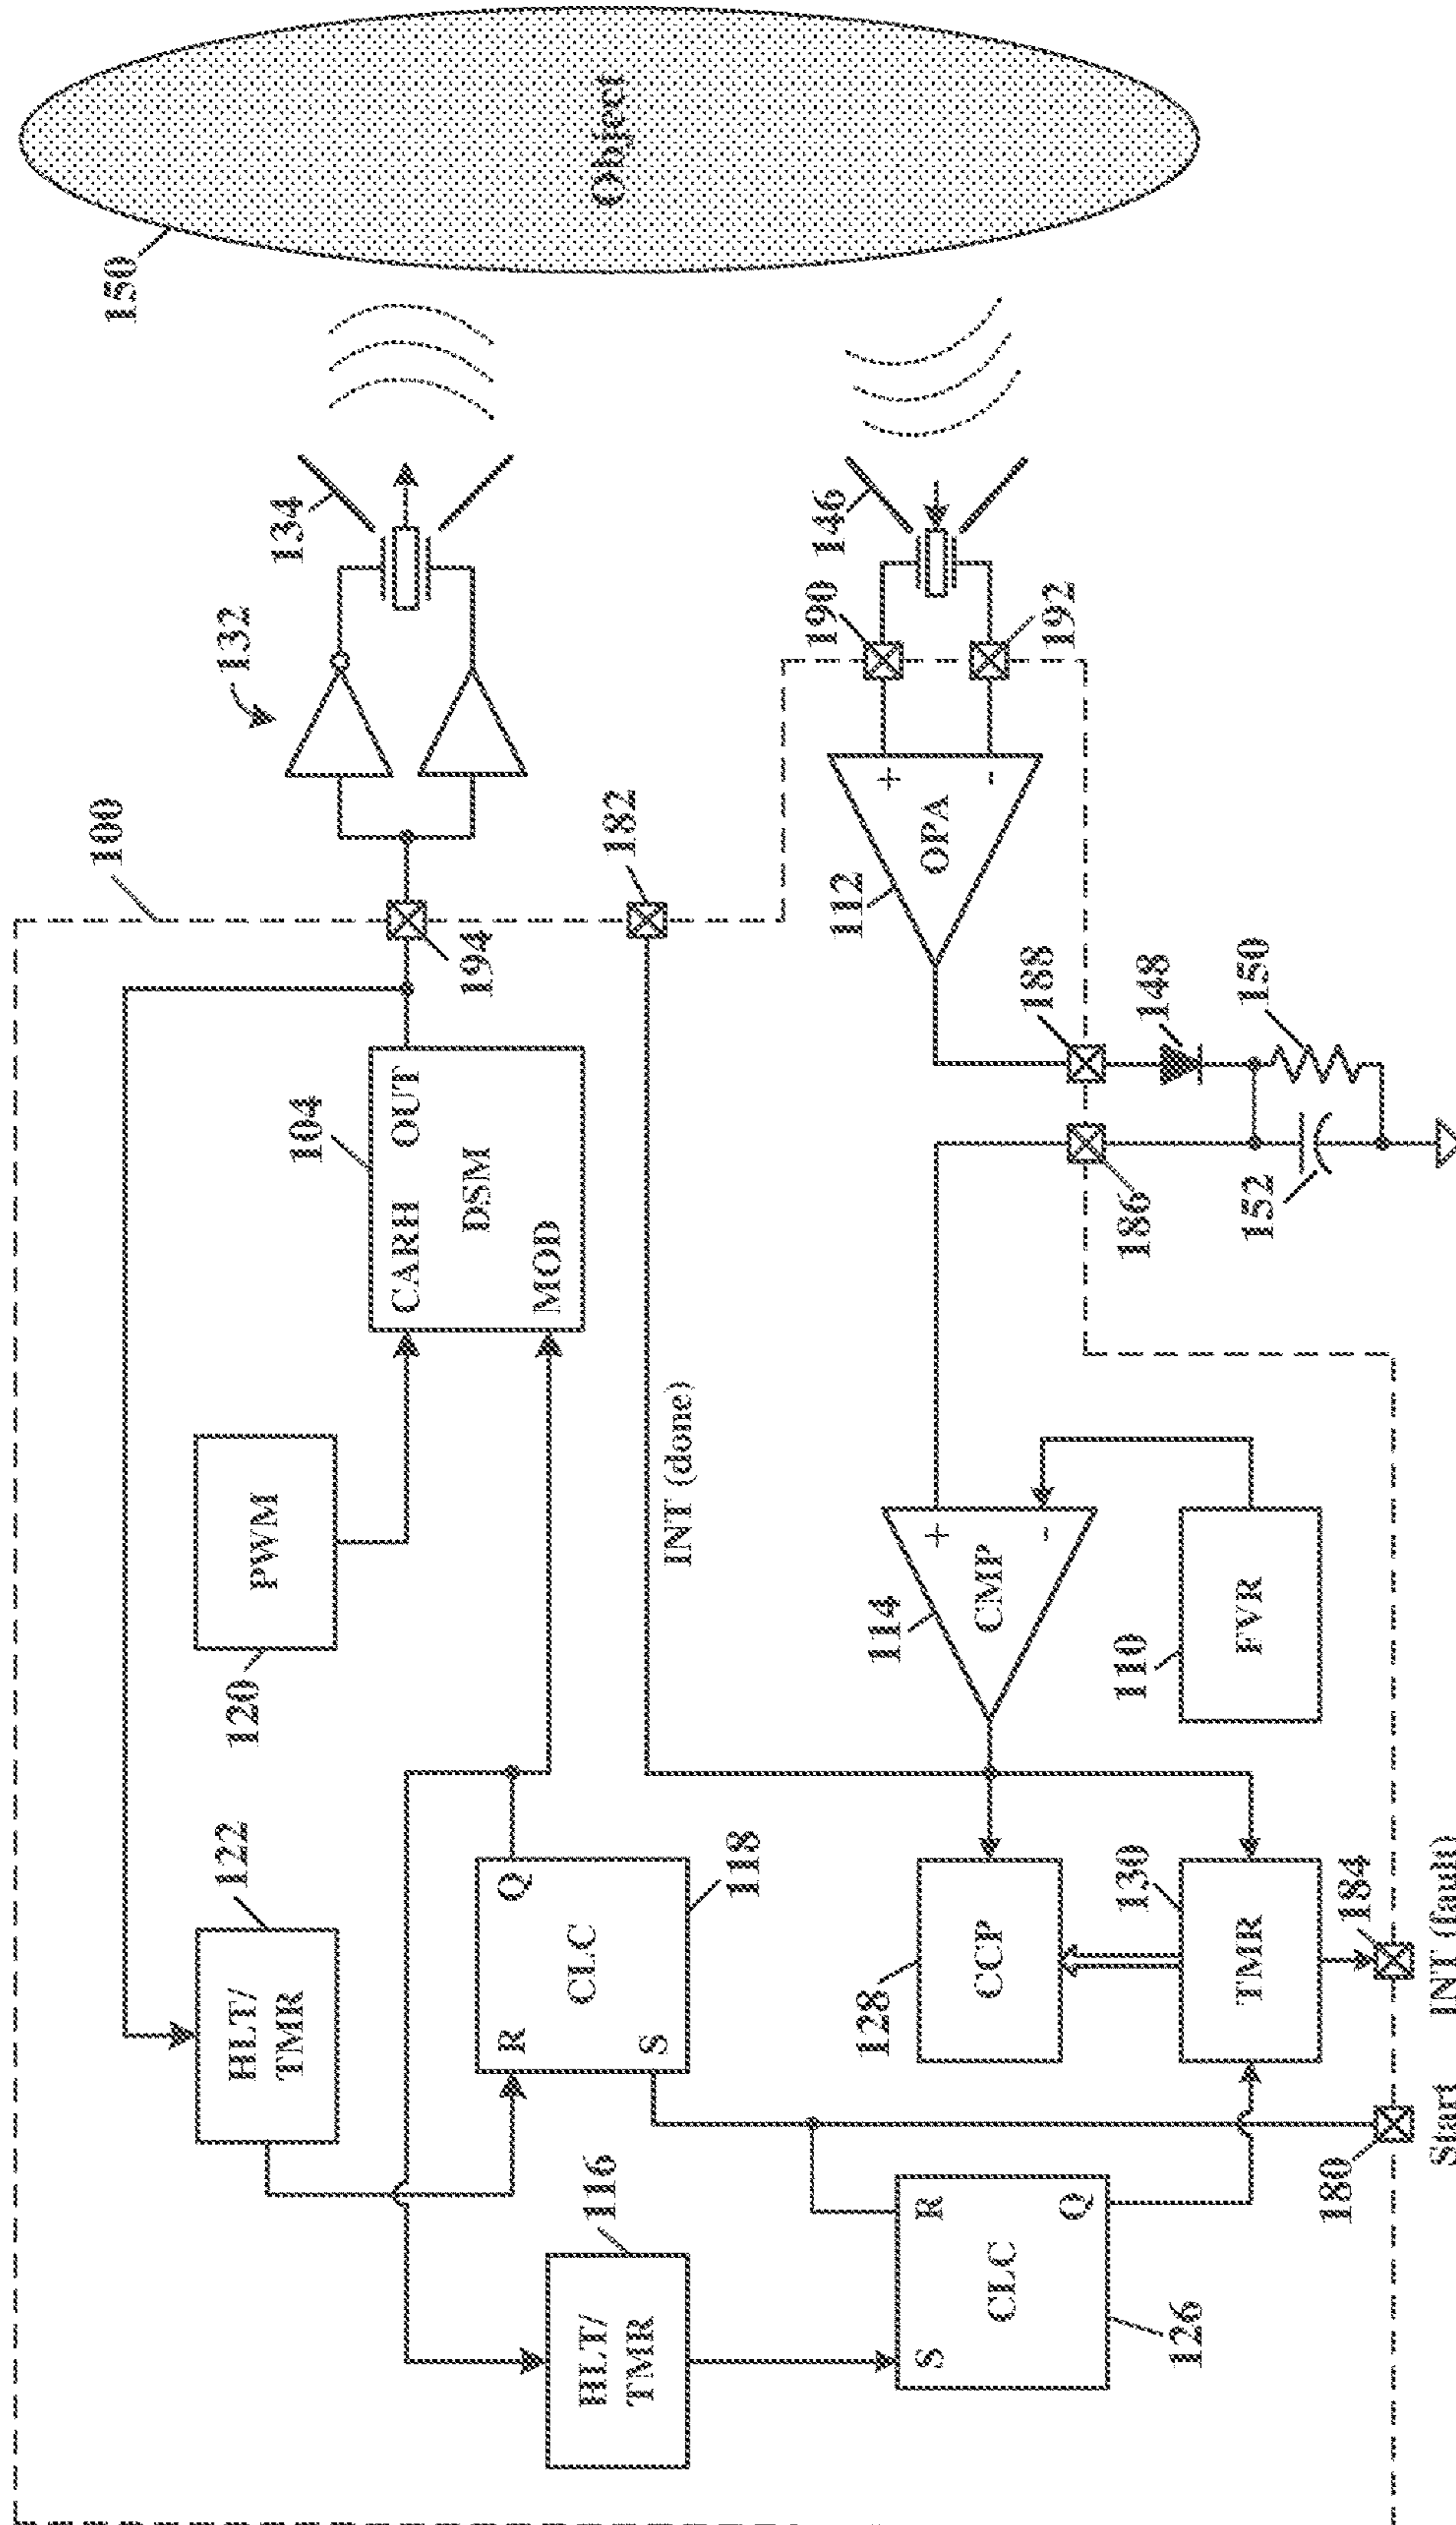 150
Object
134
132
146
190
192
100
182
194
OPA
112
188
148
150
104
CARH OUT
DSM
MOD
186
152
PWM
120
INT (done)
CMP
114
110
FVR
122
HLT/
TMR
Q
CLC
R
S
118
CCP
128
130
TMR
184
INT (fault)
Start
180
116
HLT/
TMR
R
S
CLC
Q
126
+
-
+
-